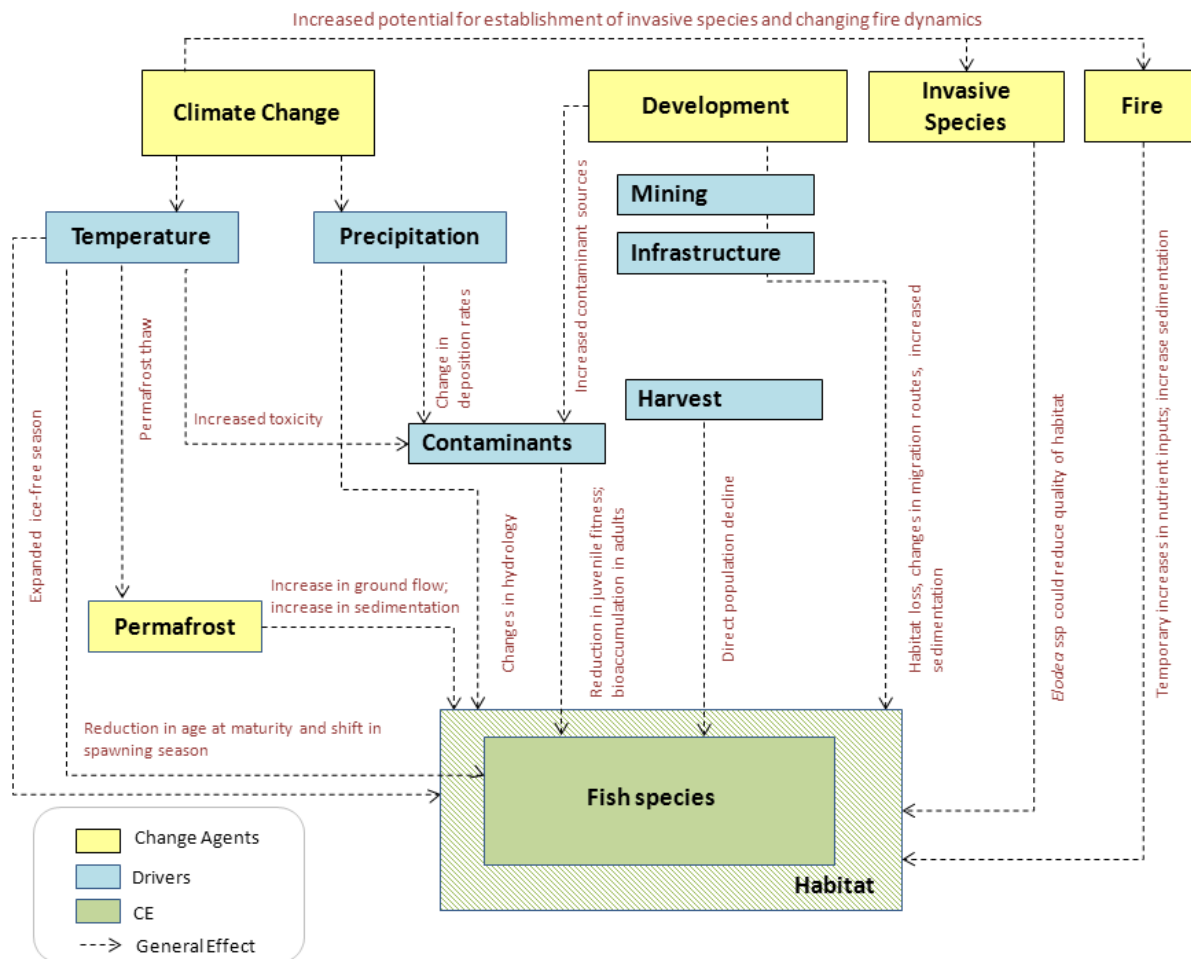 Increased potential for establishment of invasive species and changing fire dynamics
Climate Change
Development
Invasive
Species
Fire
Mining
Temperature
Precipitation
Infrastructure
Expanded ice-free season
Permafrost thaw
Increased toxicity
Change in
deposition rates
Increased contaminant sources
Harvest
Contaminants
Habitat loss, changes in migration routes, increased
sedimentation
Elodea ssp could reduce quality of habitat
Temporary increases in nutrient inputs; increase sedimentation
Permafrost
Increase in ground flow;
increase in sedimentation
Changes in hydrology
Reduction in juvenile fitness;
bioaccumulation in adults
Direct population decline
Reduction in age at maturity and shift in
spawning season
Fish species
Habitat
Change Agents
Drivers
CE
General Effect